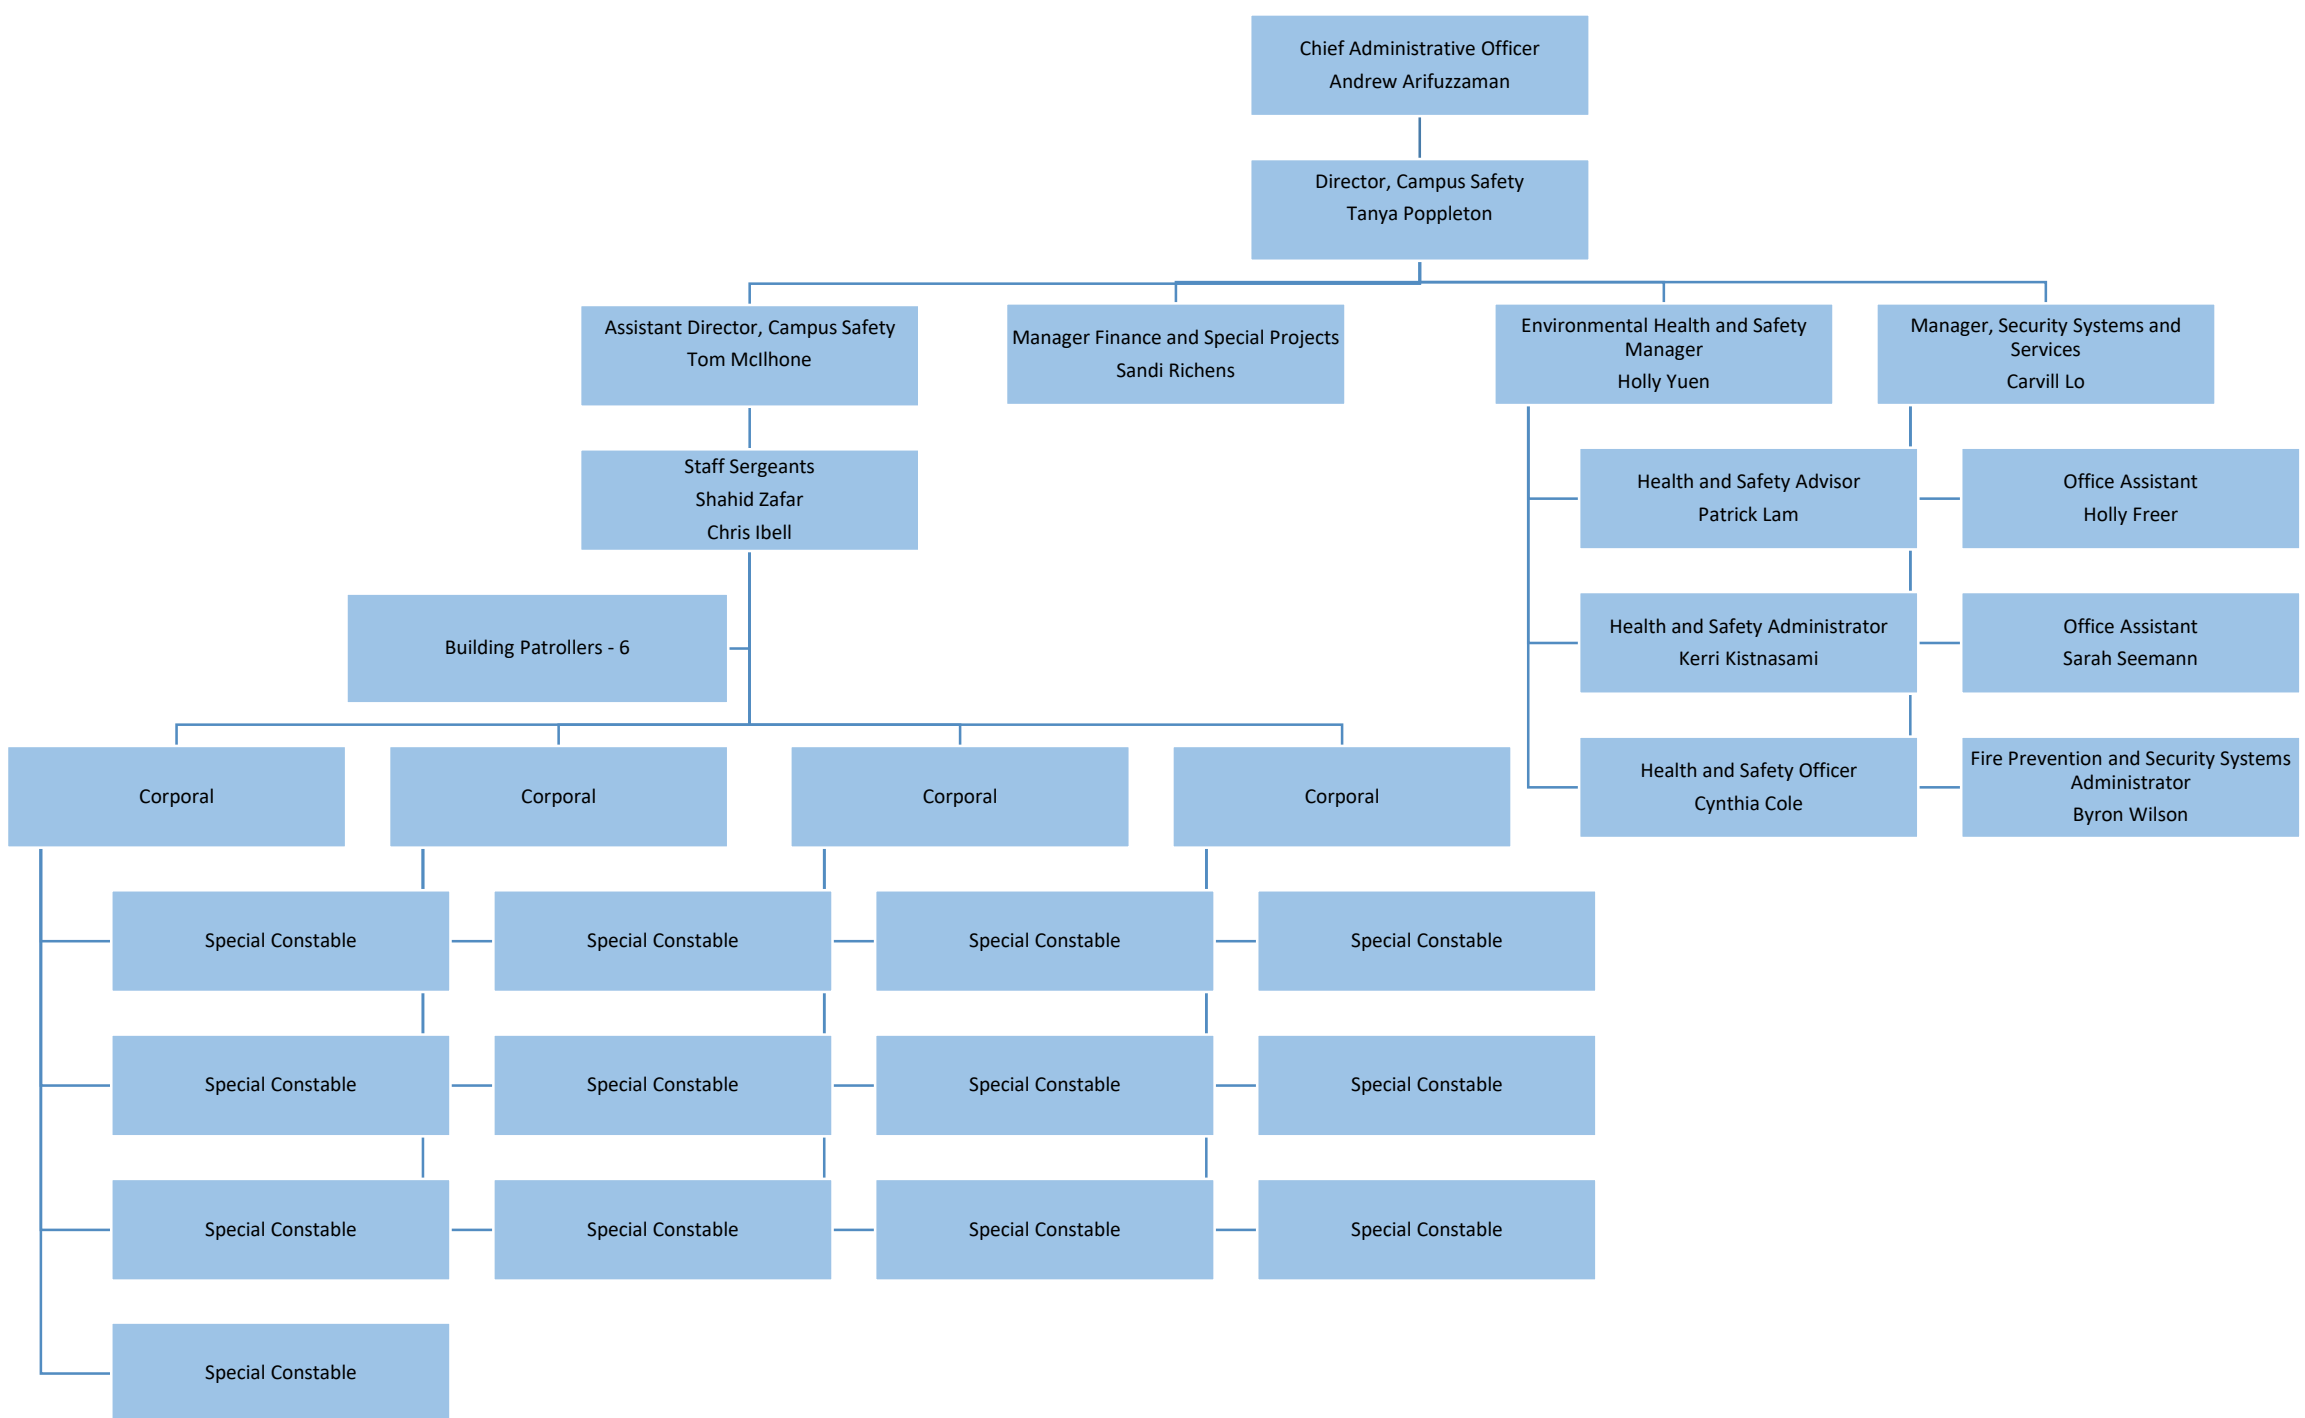 Chief Administrative Officer
Andrew Arifuzzaman
Director, Campus Safety
Tanya Poppleton
Assistant Director, Campus Safety
Tom McIlhone
Manager Finance and Special Projects
Sandi Richens
Environmental Health and Safety
Manager
Holly Yuen
Manager, Security Systems and
Services
Carvill Lo
Staff Sergeants
Shahid Zafar
Chris Ibell
Health and Safety Advisor
Patrick Lam
Office Assistant
Holly Freer
Building Patrollers - 6
Health and Safety Administrator
Kerri Kistnasami
Office Assistant
Sarah Seemann
Corporal
Corporal
Corporal
Corporal
Health and Safety Officer
Cynthia Cole
Fire Prevention and Security Systems
Administrator
Byron Wilson
Special Constable
Special Constable
Special Constable
Special Constable
Special Constable
Special Constable
Special Constable
Special Constable
Special Constable
Special Constable
Special Constable
Special Constable
Special Constable